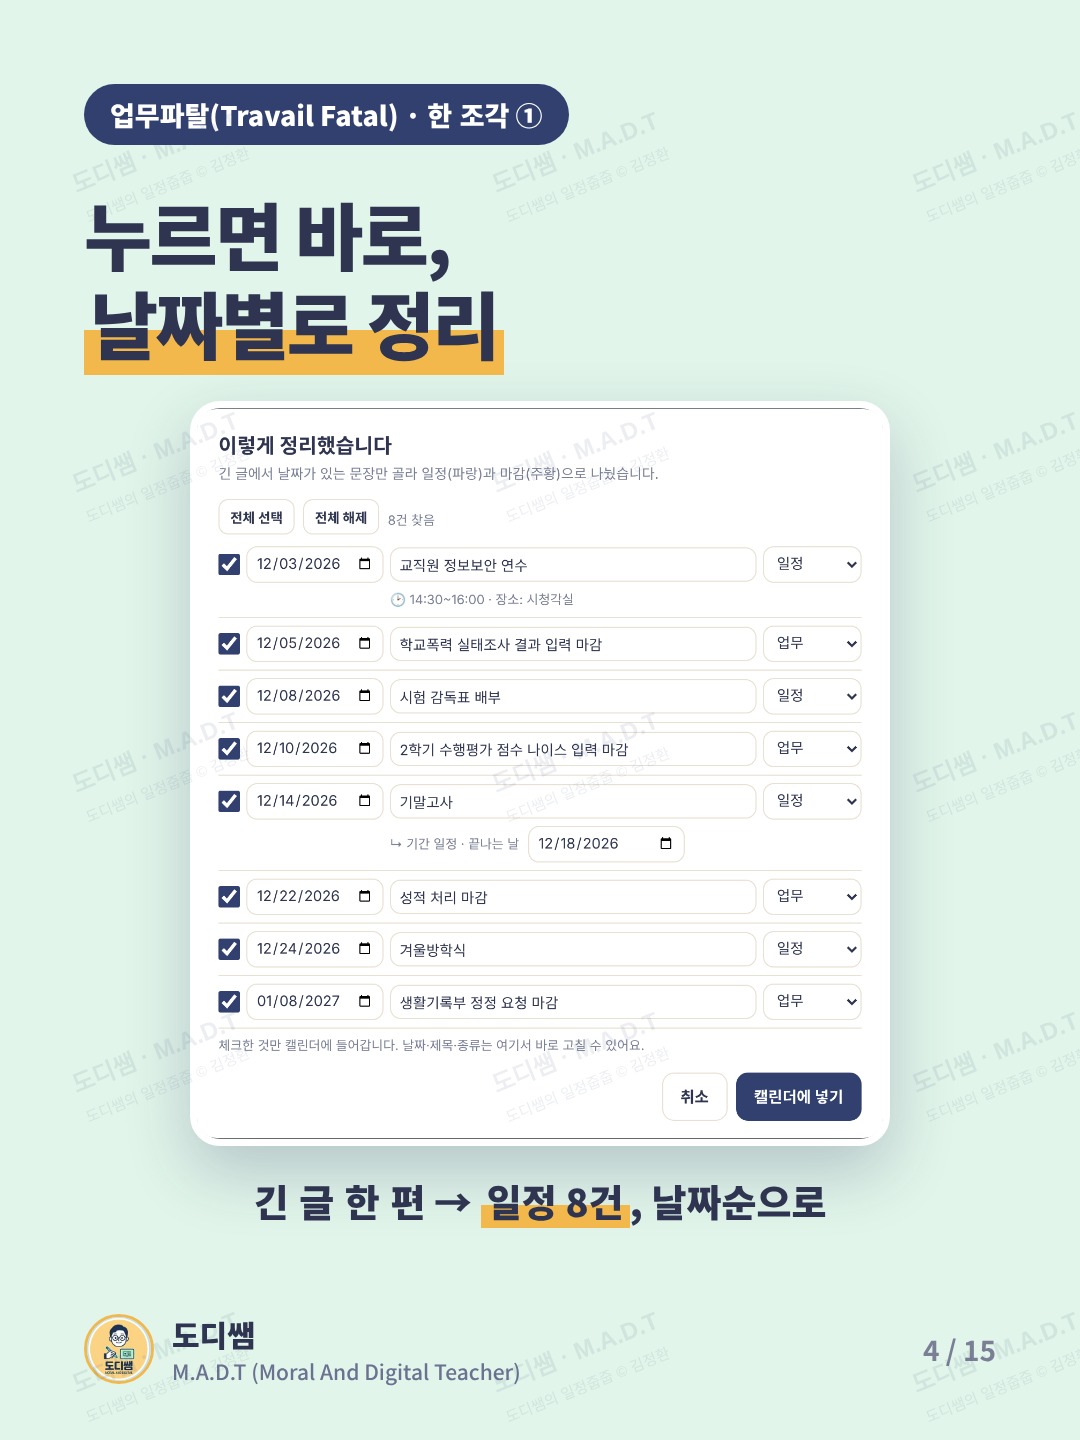 업무파탈(Travail Fatal) · 한 조각 ①
누르면 바로,
날짜별로 정리
이렇게 정리했습니다
긴 글에서 날짜가 있는 문장만 골라 일정(파랑)과 마감(주황)으로 나눴습니다.
전체 선택 전체 해제 8건 찾음
12/03/2026 교직원 정보보안 연수 일정
🕑 14:30~16:00 · 장소: 시청각실
12/05/2026 학교폭력 실태조사 결과 입력 마감 업무
12/08/2026 시험 감독표 배부 일정
12/10/2026 2학기 수행평가 점수 나이스 입력 마감 업무
12/14/2026 기말고사 일정
↳ 기간 일정 · 끝나는 날 12/18/2026
12/22/2026 성적 처리 마감 업무
12/24/2026 겨울방학식 일정
01/08/2027 생활기록부 정정 요청 마감 업무
체크한 것만 캘린더에 들어갑니다. 날짜·제목·종류는 여기서 바로 고칠 수 있어요.
취소 캘린더에 넣기
긴 글 한 편 → 일정 8건, 날짜순으로
도디쌤
M.A.D.T (Moral And Digital Teacher)
4 / 15
도디쌤 · M.A.D.T
도디쌤의 일정줍줍 © 김정한